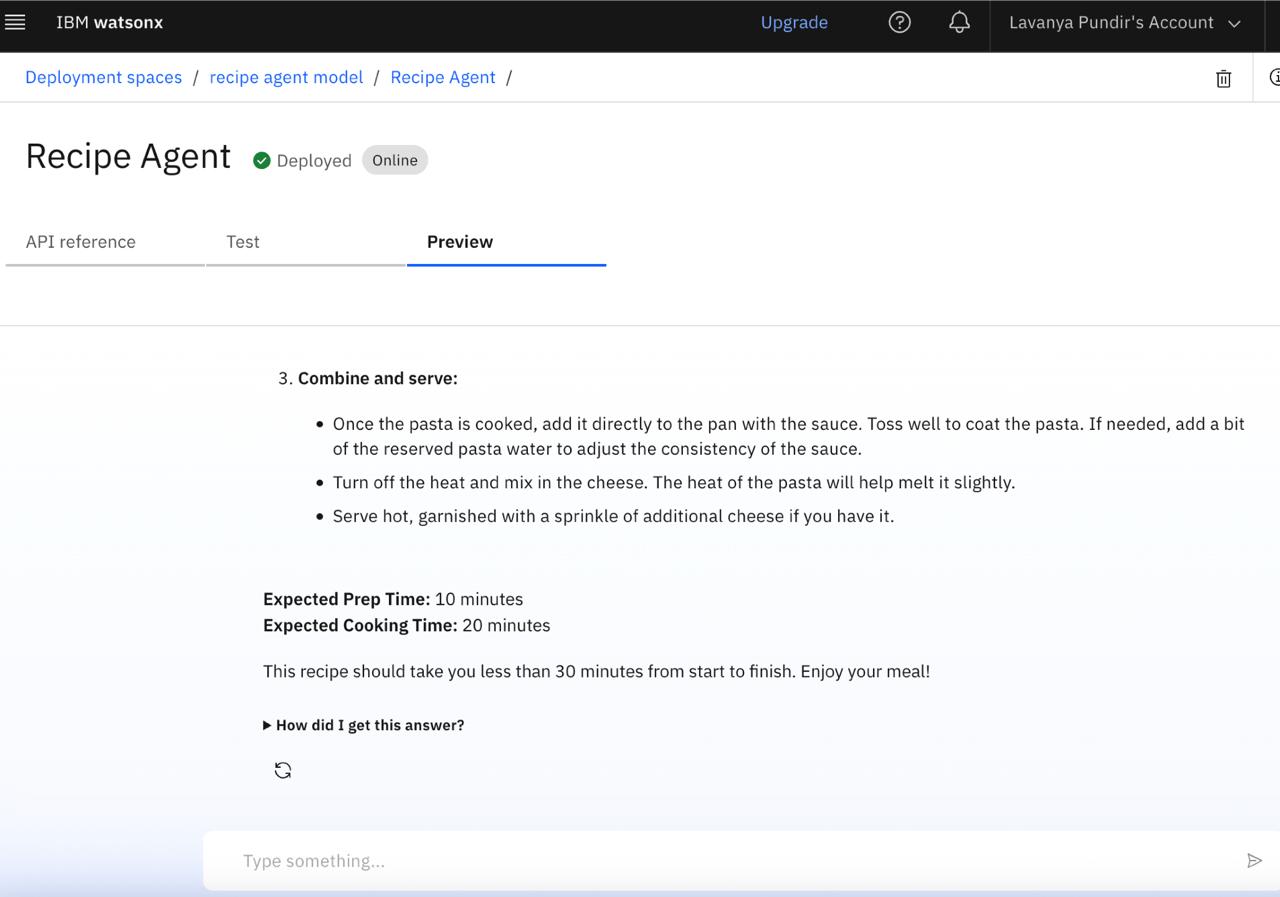 IBM watsonx
Upgrade
Lavanya Pundir's Account
Deployment spaces / recipe agent model / Recipe Agent /
Recipe Agent
Deployed
Online
API reference
Test
Preview
3. Combine and serve:
• Once the pasta is cooked, add it directly to the pan with the sauce. Toss well to coat the pasta. If needed, add a bit
of the reserved pasta water to adjust the consistency of the sauce.
• Turn off the heat and mix in the cheese. The heat of the pasta will help melt it slightly.
• Serve hot, garnished with a sprinkle of additional cheese if you have it.
Expected Prep Time: 10 minutes
Expected Cooking Time: 20 minutes
This recipe should take you less than 30 minutes from start to finish. Enjoy your meal!
How did I get this answer?
Type something...